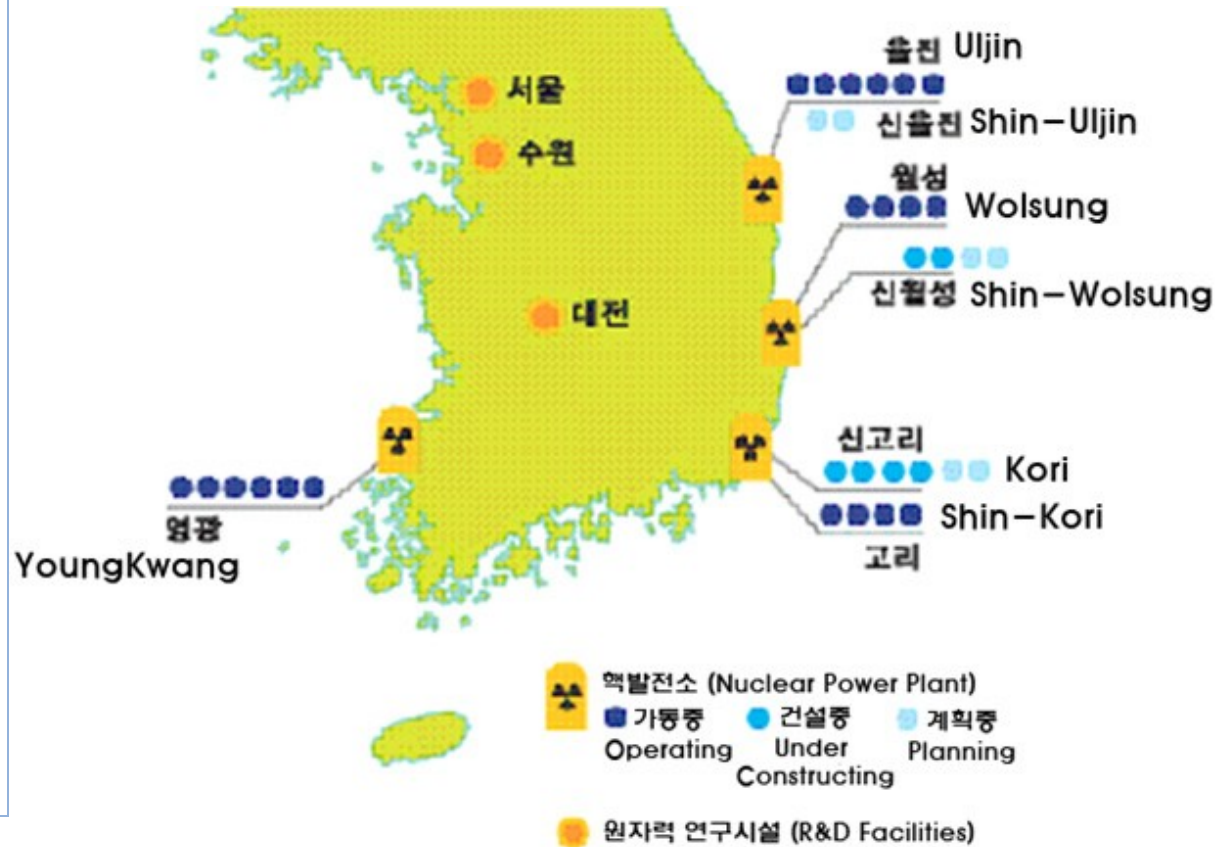 울진 Uljin
신울진 Shin-Uljin
서울
수원
월성
Wolsung
신월성 Shin-Wolsung
대전
신고리
Kori
Shin-Kori
고리
영광
YoungKwang
핵발전소 (Nuclear Power Plant)
가동중 건설중 계획중
Operating Under Planning
Constructing
원자력 연구시설 (R&D Facilities)